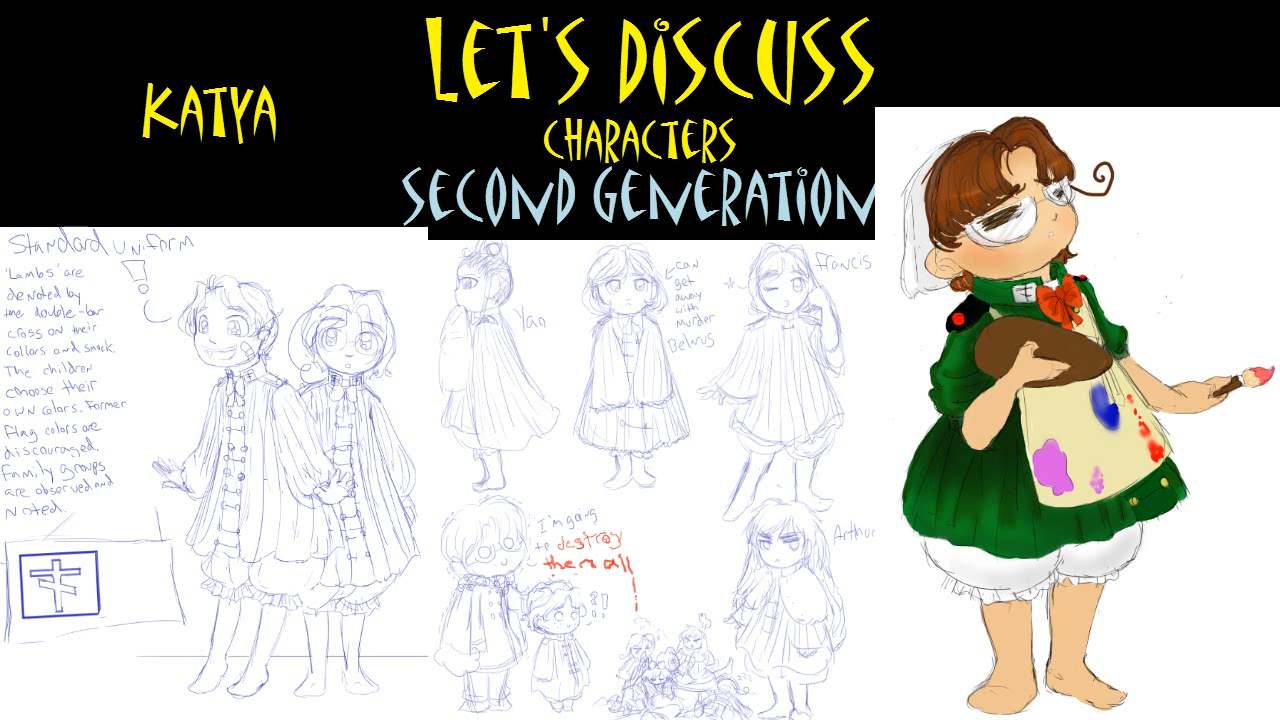 KATYA
LET'S DISCUSS
CHARACTERS
SECOND GENERATION
Standard uniform
'Lambs' are
denoted by
the double-bar
cross on their
collars and smock.
The children
choose their
own colors. Former
flag colors are
discouraged.
Family groups
are observed and
Noted.
!
Yao
can
get
away
with
Murder
Belarus
Francis
I'm going
to destroy
them all
!
?!
Arthur